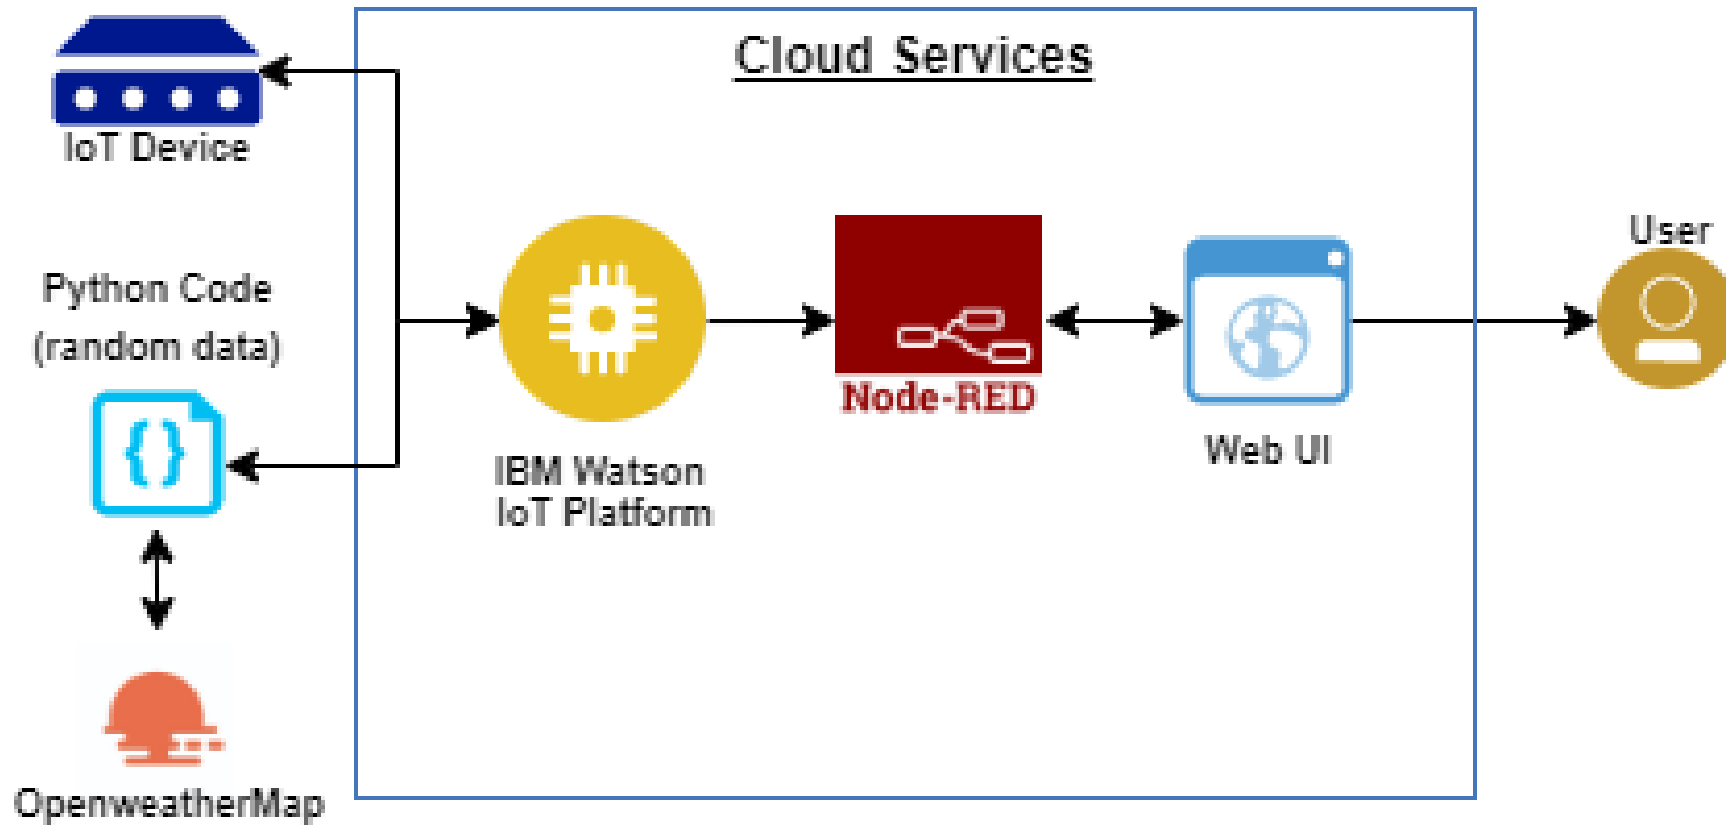 Cloud Services
IoT Device
Python Code
(random data)
IBM Watson
IoT Platform
Node-RED
Web UI
User
OpenweatherMap